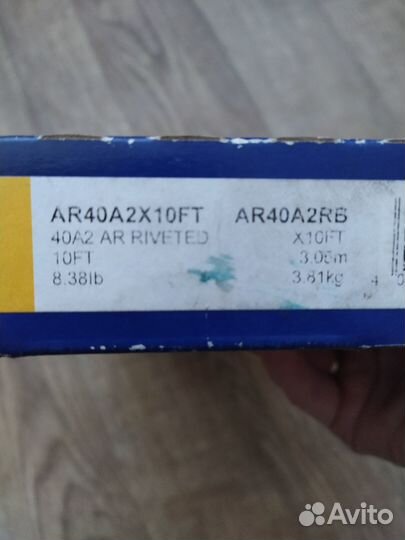 AR40A2X10FT AR40A2RB
40A2 AR RIVETED X10FT
10FT 3.05m
8.38lb 3.81kg
Avito